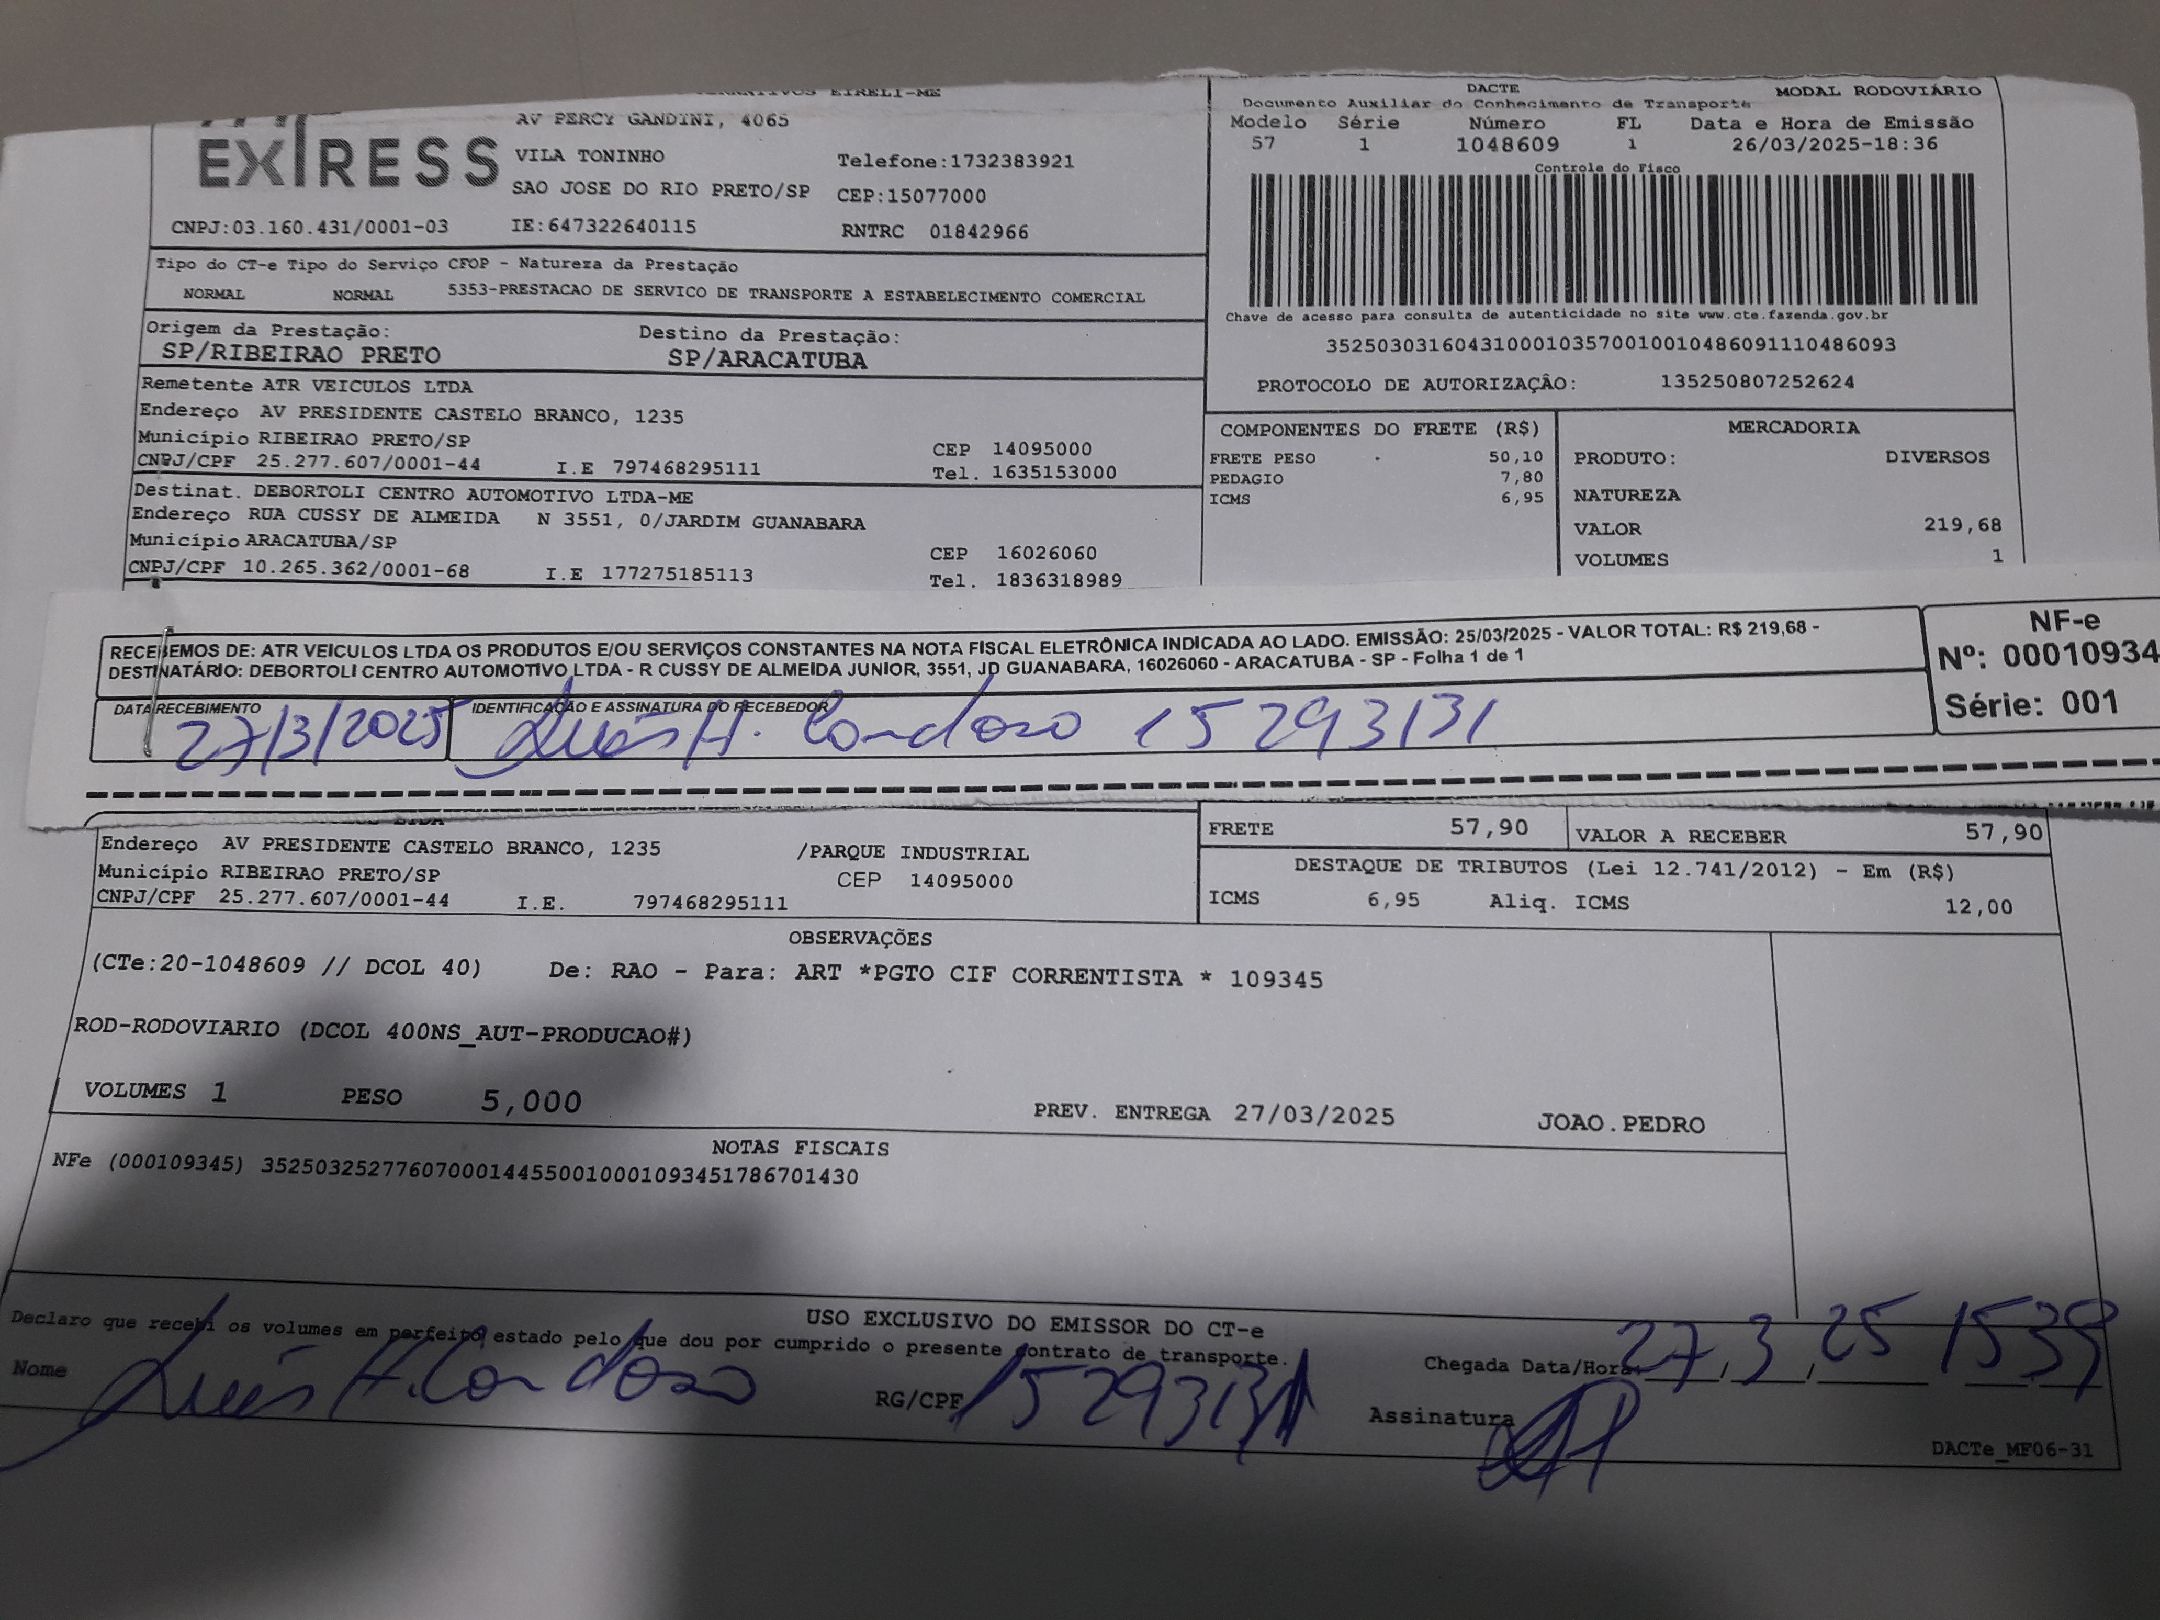 EIRELI-ME
EXPRESS
AV PERCY GANDINI, 4065
VILA TONINHO
Telefone:1732383921
SAO JOSE DO RIO PRETO/SP
CEP:15077000
CNPJ:03.160.431/0001-03
IE:647322640115
RNTRC 01842966
DACTE
MODAL RODOVIÁRIO
Documento Auxiliar do Conhecimento de Transporte
Modelo Série Número FL Data e Hora de Emissão
57 1 1048609 1 26/03/2025-18:36
Controle do Fisco
Chave de acesso para consulta de autenticidade no site www.cte.fazenda.gov.br
35250303160431000103570010010486091110486093
PROTOCOLO DE AUTORIZAÇÂO: 135250807252624
Tipo do CT-e Tipo do Serviço CFOP - Natureza da Prestação
NORMAL NORMAL 5353-PRESTACAO DE SERVICO DE TRANSPORTE A ESTABELECIMENTO COMERCIAL
Origem da Prestação: Destino da Prestação:
SP/RIBEIRAO PRETO SP/ARACATUBA
Remetente ATR VEICULOS LTDA
Endereço AV PRESIDENTE CASTELO BRANCO, 1235
Município RIBEIRAO PRETO/SP CEP 14095000
CNPJ/CPF 25.277.607/0001-44 I.E 797468295111 Tel. 1635153000
Destinat. DEBORTOLI CENTRO AUTOMOTIVO LTDA-ME
Endereço RUA CUSSY DE ALMEIDA N 3551, 0/JARDIM GUANABARA
Município ARACATUBA/SP CEP 16026060
CNPJ/CPF 10.265.362/0001-68 I.E 177275185113 Tel. 1836318989
COMPONENTES DO FRETE (R$)
FRETE PESO 50,10
PEDAGIO 7,80
ICMS 6,95
MERCADORIA
PRODUTO: DIVERSOS
NATUREZA
VALOR 219,68
VOLUMES 1
RECEBEMOS DE: ATR VEICULOS LTDA OS PRODUTOS E/OU SERVIÇOS CONSTANTES NA NOTA FISCAL ELETRÔNICA INDICADA AO LADO. EMISSÃO: 25/03/2025 - VALOR TOTAL: R$ 219,68 -
DESTINATÁRIO: DEBORTOLI CENTRO AUTOMOTIVO LTDA - R CUSSY DE ALMEIDA JUNIOR, 3551, JD GUANABARA, 16026060 - ARACATUBA - SP - Folha 1 de 1
NF-e
Nº: 00010934
Série: 001
DATA RECEBIMENTO
27/3/2025
IDENTIFICAÇÃO E ASSINATURA DO RECEBEDOR
Luis H. Cardoso 15293131
LTDA
Endereço AV PRESIDENTE CASTELO BRANCO, 1235 /PARQUE INDUSTRIAL
Município RIBEIRAO PRETO/SP CEP 14095000
CNPJ/CPF 25.277.607/0001-44 I.E. 797468295111
FRETE 57,90 VALOR A RECEBER 57,90
DESTAQUE DE TRIBUTOS (Lei 12.741/2012) - Em (R$)
ICMS 6,95 Aliq. ICMS 12,00
OBSERVAÇÕES
(CTe:20-1048609 // DCOL 40) De: RAO - Para: ART *PGTO CIF CORRENTISTA * 109345
ROD-RODOVIARIO (DCOL 400NS_AUT-PRODUCAO#)
VOLUMES 1 PESO 5,000 PREV. ENTREGA 27/03/2025 JOAO.PEDRO
NOTAS FISCAIS
NFe (000109345) 35250325277607000144550010001093451786701430
USO EXCLUSIVO DO EMISSOR DO CT-e
Declaro que recebi os volumes em perfeito estado pelo que dou por cumprido o presente contrato de transporte.
Nome Luis H. Cardoso RG/CPF 15293131
Chegada Data/Hora: 27/3/25 1539
Assinatura
DACTe_MF06-31